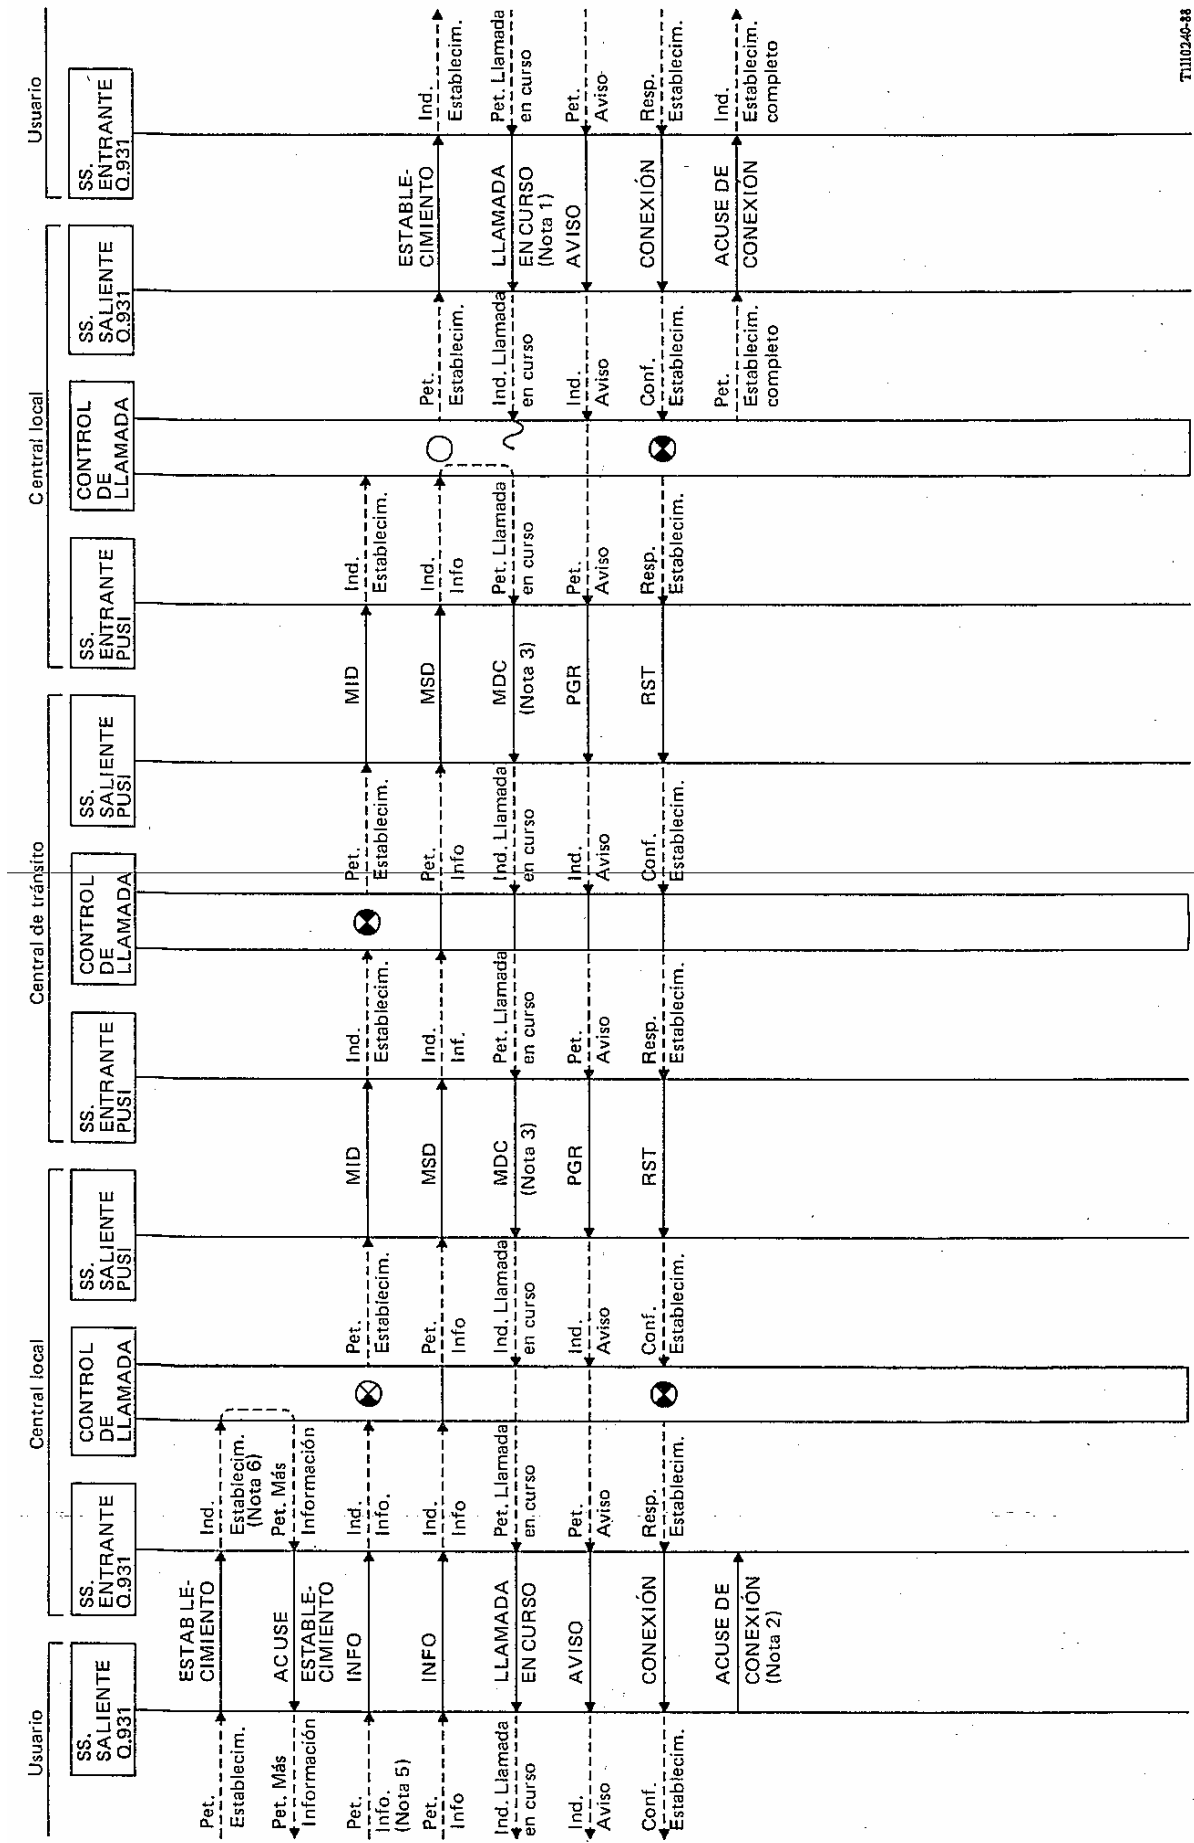 Usuario
Central local
Central de tránsito
Central local
Usuario
SS.
SALIENTE
Q.931
SS.
ENTRANTE
Q.931
CONTROL
DE
LLAMADA
SS.
SALIENTE
PUSI
SS.
ENTRANTE
PUSI
CONTROL
DE
LLAMADA
SS.
SALIENTE
PUSI
SS.
ENTRANTE
PUSI
CONTROL
DE
LLAMADA
SS.
SALIENTE
Q.931
SS.
ENTRANTE
Q.931
Pet.
Establecim.
ESTABLE-
CIMIENTO
Ind.
Establecim.
(Nota 6)
Pet. Más
Información
ACUSE
ESTABLE-
CIMIENTO
Pet. Más
Información
Pet.
Info.
(Nota 5)
INFO
Ind.
Info.
Pet.
Establecim.
MID
Ind.
Establecim.
Pet.
Establecim.
MID
Ind.
Establecim.
Pet.
Info
INFO
Ind.
Info
Pet.
Info
MSD
Ind.
Inf.
Pet.
Info
MSD
Ind.
Info
Pet.
Establecim.
ESTABLE-
CIMIENTO
Ind.
Establecim.
Ind. Llamada
en curso
LLAMADA
EN CURSO
Pet. Llamada
en curso
Ind. Llamada
en curso
MDC
(Nota 3)
Pet. Llamada
en curso
Ind. Llamada
en curso
MDC
(Nota 3)
Pet. Llamada
en curso
Ind. Llamada
en curso
LLAMADA
EN CURSO
(Nota 1)
Pet. Llamada
en curso
Ind.
Aviso
AVISO
Pet.
Aviso
Ind.
Aviso
PGR
Pet.
Aviso
Ind.
Aviso
PGR
Pet.
Aviso
Ind.
Aviso
AVISO
Pet.
Aviso
Conf.
Establecim.
CONEXIÓN
Resp.
Establecim.
Conf.
Establecim.
RST
Resp.
Establecim.
Conf.
Establecim.
RST
Resp.
Establecim.
Conf.
Establecim.
CONEXIÓN
Resp.
Establecim.
ACUSE DE
CONEXIÓN
(Nota 2)
Pet.
Establecim.
completo
ACUSE DE
CONEXIÓN
Ind.
Establecim.
completo
T1110240-88